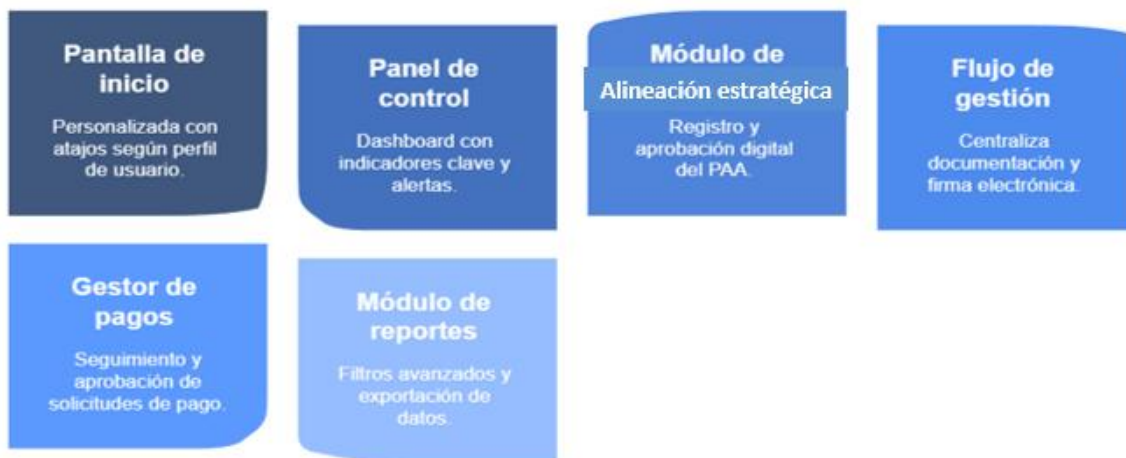 Pantalla de
inicio
Personalizada con
atajos según perfil
de usuario.
Panel de
control
Dashboard con
indicadores clave y
alertas.
Módulo de
Alineación estratégica
Registro y
aprobación digital
del PAA.
Flujo de
gestión
Centraliza
documentación y
firma electrónica.
Gestor de
pagos
Seguimiento y
aprobación de
solicitudes de pago.
Módulo de
reportes
Filtros avanzados y
exportación de
datos.